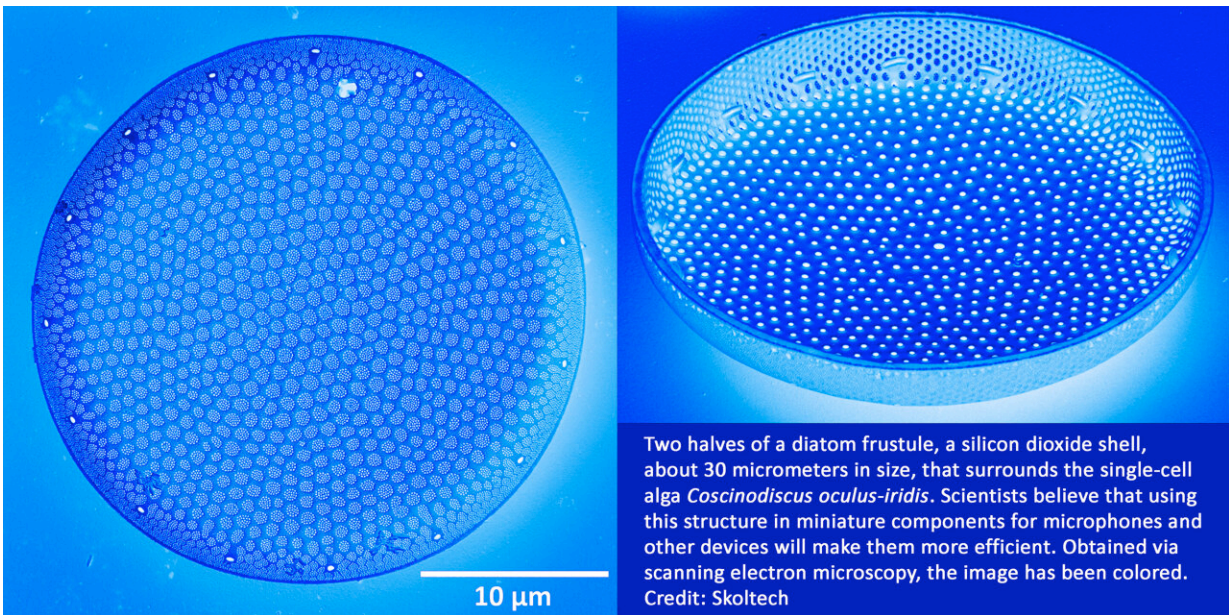 10 µm
Two halves of a diatom frustule, a silicon dioxide shell,
about 30 micrometers in size, that surrounds the single-cell
alga Coscinodiscus oculus-iridis. Scientists believe that using
this structure in miniature components for microphones and
other devices will make them more efficient. Obtained via
scanning electron microscopy, the image has been colored.
Credit: Skoltech